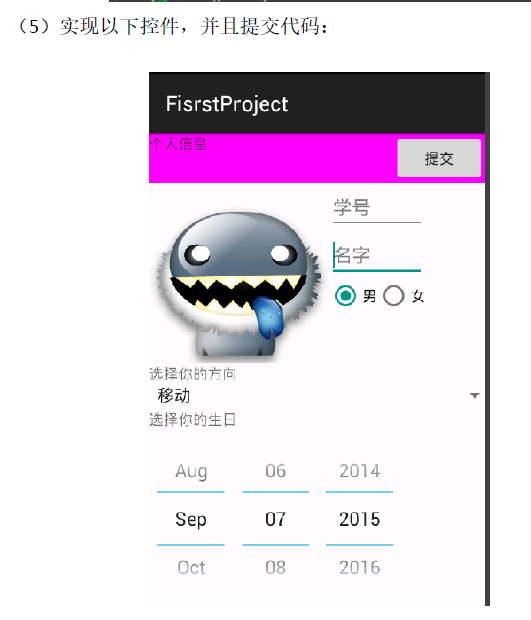 （5）实现以下控件，并且提交代码：
FisrstProject
个人信息
提交
学号
名字
男 女
选择你的方向
移动
选择你的生日
Aug 06 2014
Sep 07 2015
Oct 08 2016